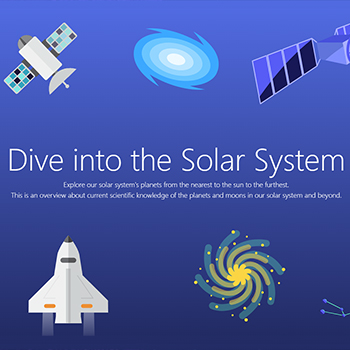 Dive into the Solar System
Explore our solar system's planets from the nearest to the sun to the furthest.
This is an overview about current scientific knowledge of the planets and moons in our solar system and beyond.